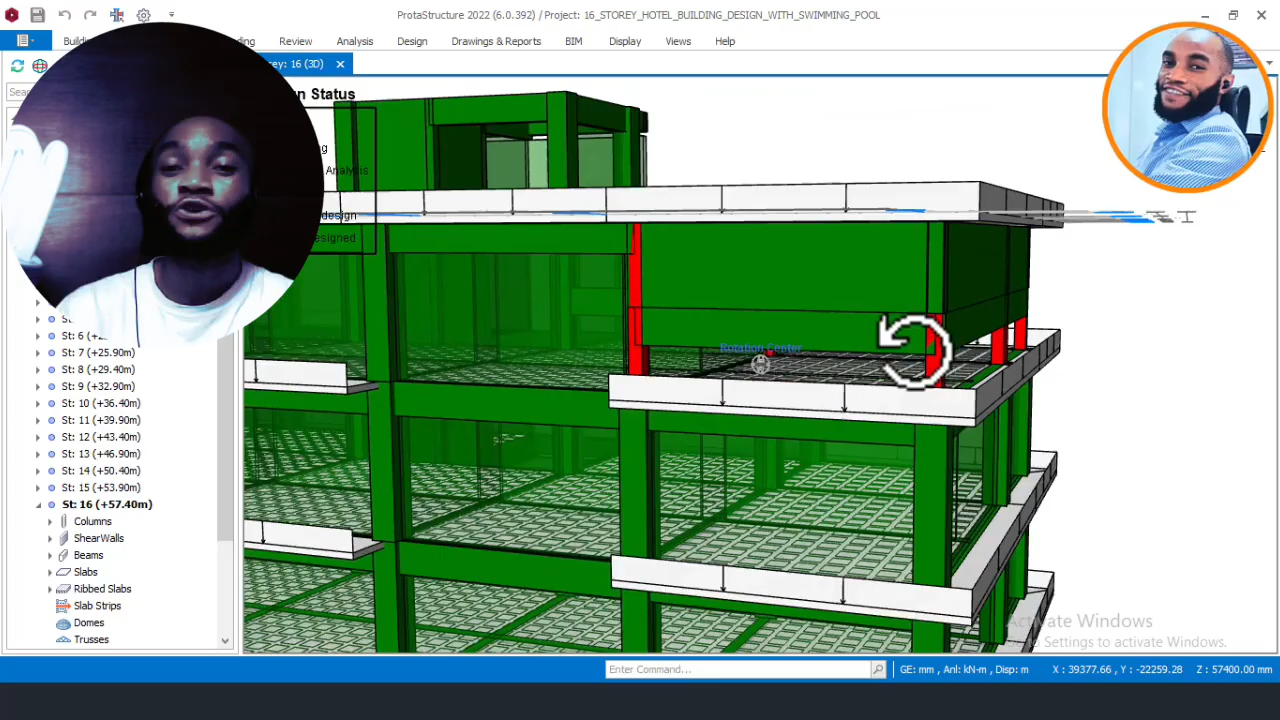 ProtaStructure 2022 (6.0.392) / Project: 16_STOREY_HOTEL_BUILDING_DESIGN_WITH_SWIMMING_POOL
Review Analysis Design Drawings & Reports BIM Display Views Help
16 (3D)
Status
Analysis
design
Rotation Center
St: 6
St: 7 (+25.90m)
St: 8 (+29.40m)
St: 9 (+32.90m)
St: 10 (+36.40m)
St: 11 (+39.90m)
St: 12 (+43.40m)
St: 13 (+46.90m)
St: 14 (+50.40m)
St: 15 (+53.90m)
St: 16 (+57.40m)
Columns
ShearWalls
Beams
Slabs
Ribbed Slabs
Slab Strips
Domes
Trusses
Activate Windows
Settings to activate Windows.
Enter Command...
GE: mm, Anl: kN-m, Disp: m X : 39377.66 , Y : -22259.28 Z : 57400.00 mm